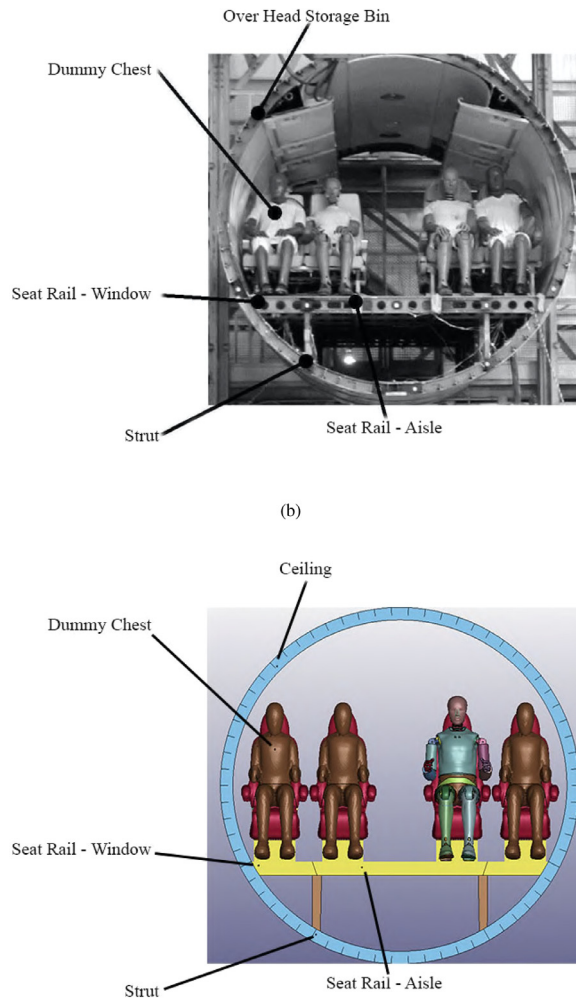 Over Head Storage Bin
Dummy Chest
Seat Rail - Window
Seat Rail - Aisle
Strut
(b)
Ceiling
Dummy Chest
Seat Rail - Window
Seat Rail - Aisle
Strut